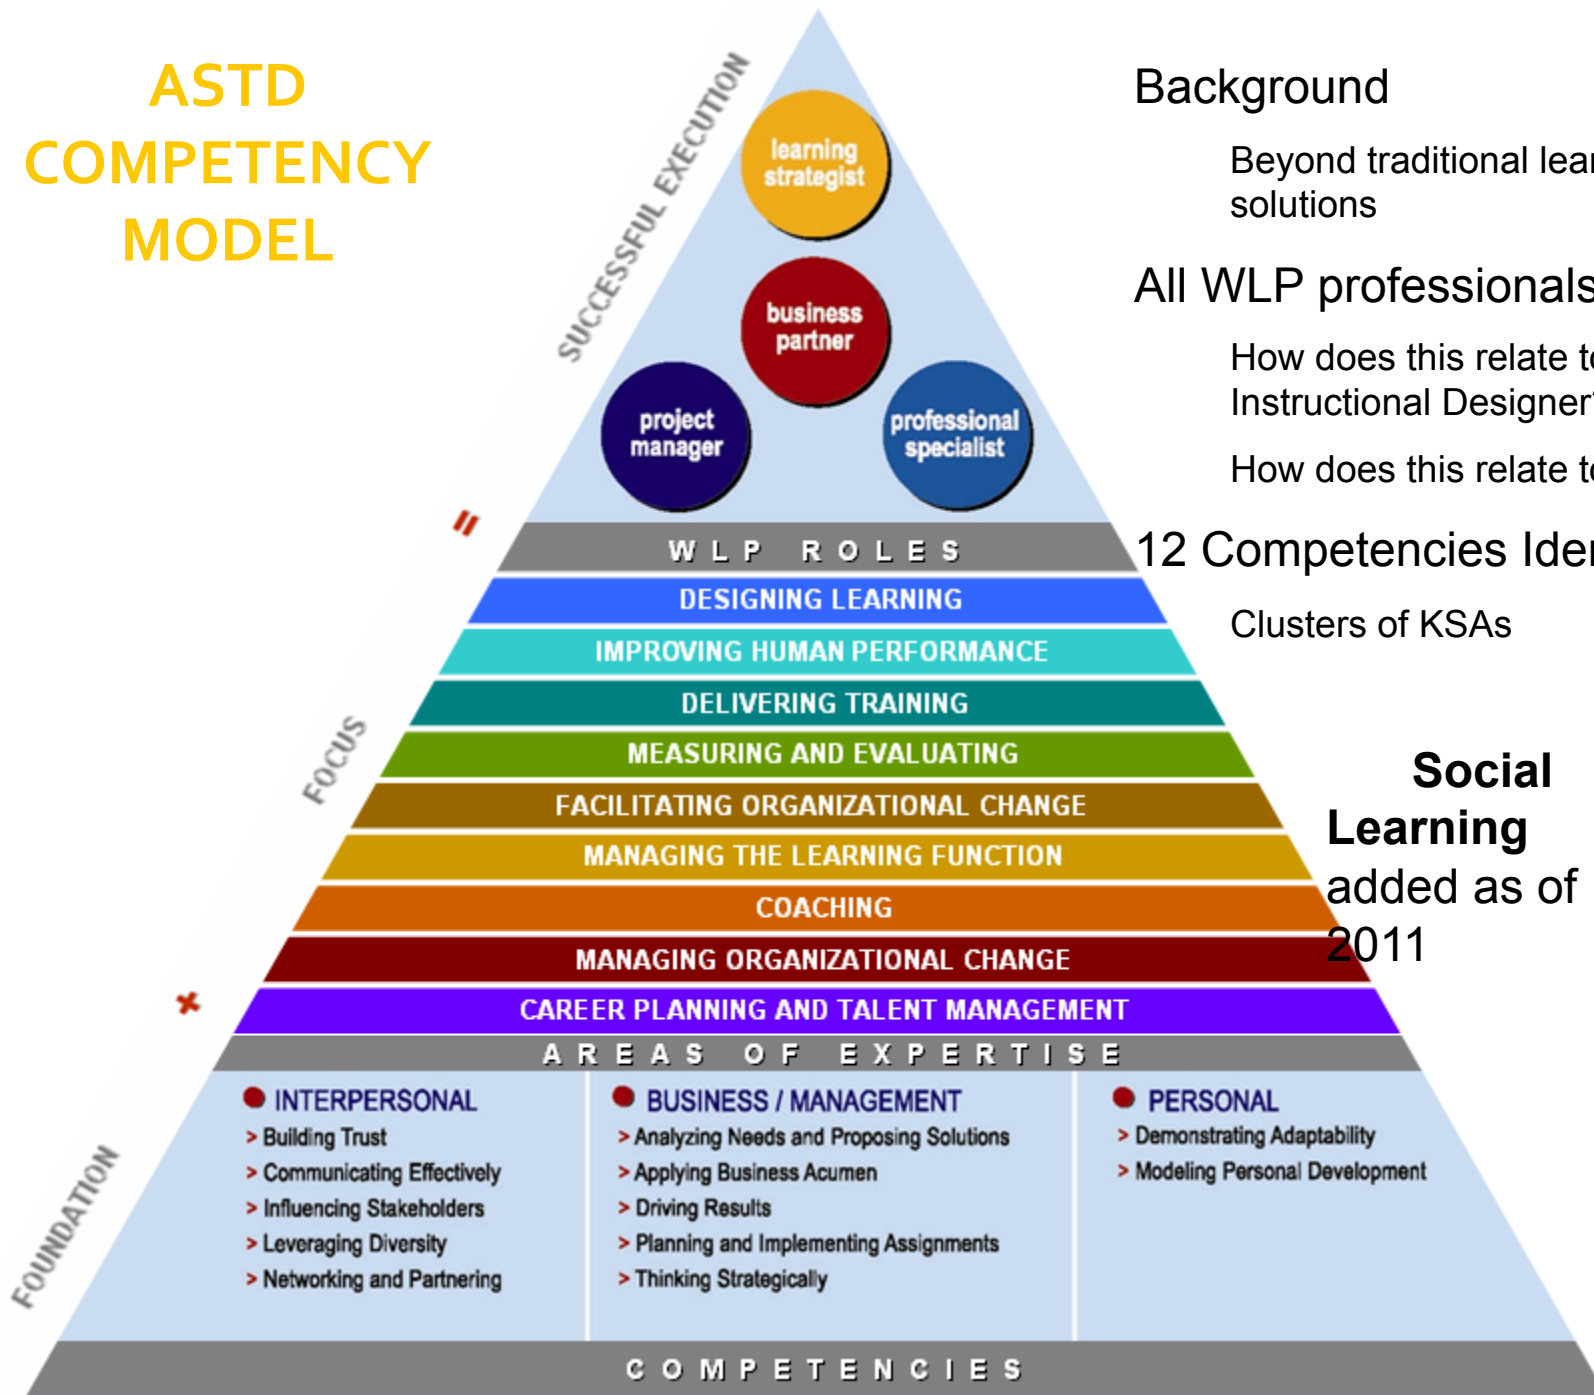 ASTD
COMPETENCY
MODEL
SUCCESSFUL EXECUTION
learning
strategist
business
partner
project
manager
professional
specialist
=
WLP ROLES
FOCUS
DESIGNING LEARNING
IMPROVING HUMAN PERFORMANCE
DELIVERING TRAINING
MEASURING AND EVALUATING
FACILITATING ORGANIZATIONAL CHANGE
MANAGING THE LEARNING FUNCTION
COACHING
MANAGING ORGANIZATIONAL CHANGE
×
CAREER PLANNING AND TALENT MANAGEMENT
AREAS OF EXPERTISE
FOUNDATION
INTERPERSONAL
> Building Trust
> Communicating Effectively
> Influencing Stakeholders
> Leveraging Diversity
> Networking and Partnering
BUSINESS / MANAGEMENT
> Analyzing Needs and Proposing Solutions
> Applying Business Acumen
> Driving Results
> Planning and Implementing Assignments
> Thinking Strategically
PERSONAL
> Demonstrating Adaptability
> Modeling Personal Development
COMPETENCIES
Background
Beyond traditional
solutions
All WLP professionals
How does this relate
Instructional Designer
How does this relate
12 Competencies
Clusters of KSAs
Social
Learning
added as of
2011